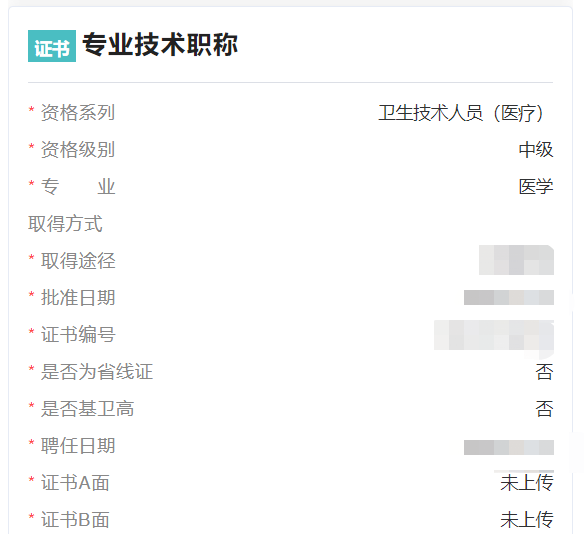 证书 专业技术职称
* 资格系列 卫生技术人员（医疗）
* 资格级别 中级
* 专 业 医学
取得方式
* 取得途径
* 批准日期
* 证书编号
* 是否为省线证 否
* 是否基卫高 否
* 聘任日期
* 证书A面 未上传
* 证书B面 未上传